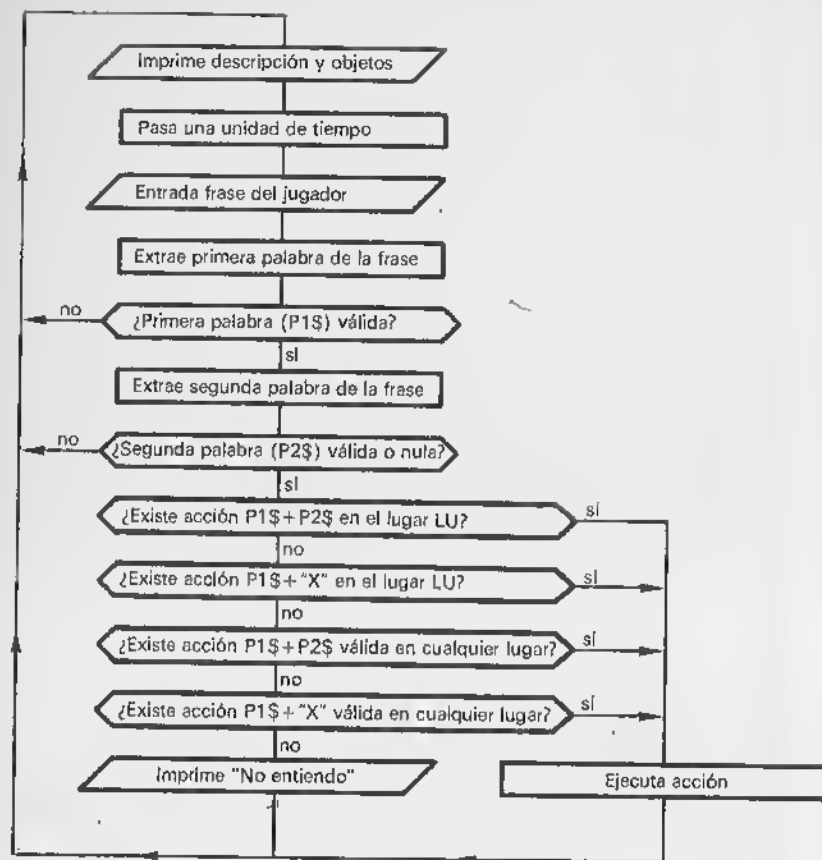 Imprime descripción y objetos
Pasa una unidad de tiempo
Entrada frase del jugador
Extrae primera palabra de la frase
no
¿Primera palabra (P1$) válida?
sí
Extrae segunda palabra de la frase
no
¿Segunda palabra (P2$) válida o nula?
sí
¿Existe acción P1$+P2$ en el lugar LU?
sí
no
¿Existe acción P1$+"X" en el lugar LU?
sí
no
¿Existe acción P1$+P2$ válida en cualquier lugar?
sí
no
¿Existe acción P1$+"X" válida en cualquier lugar?
sí
no
Imprime "No entiendo"
Ejecuta acción